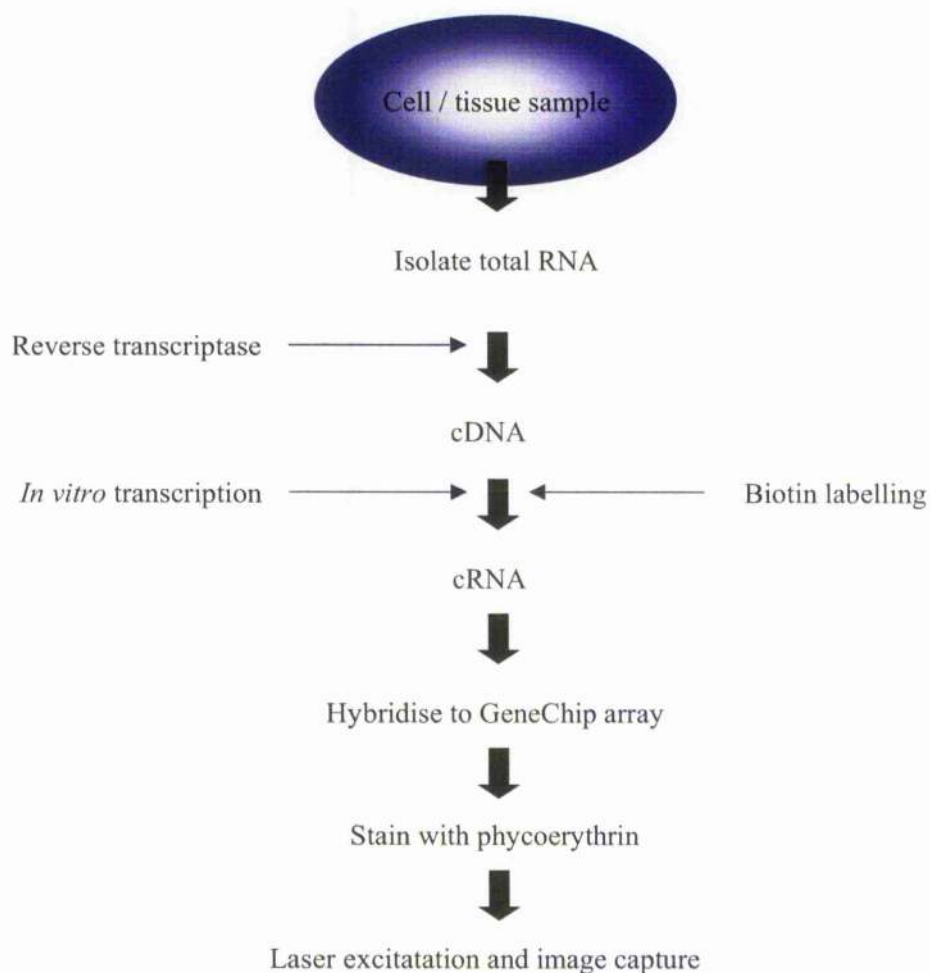 Cell / tissue sample
Isolate total RNA
Reverse transcriptase
cDNA
In vitro transcription
Biotin labelling
cRNA
Hybridise to GeneChip array
Stain with phycoerythrin
Laser excitatation and image capture